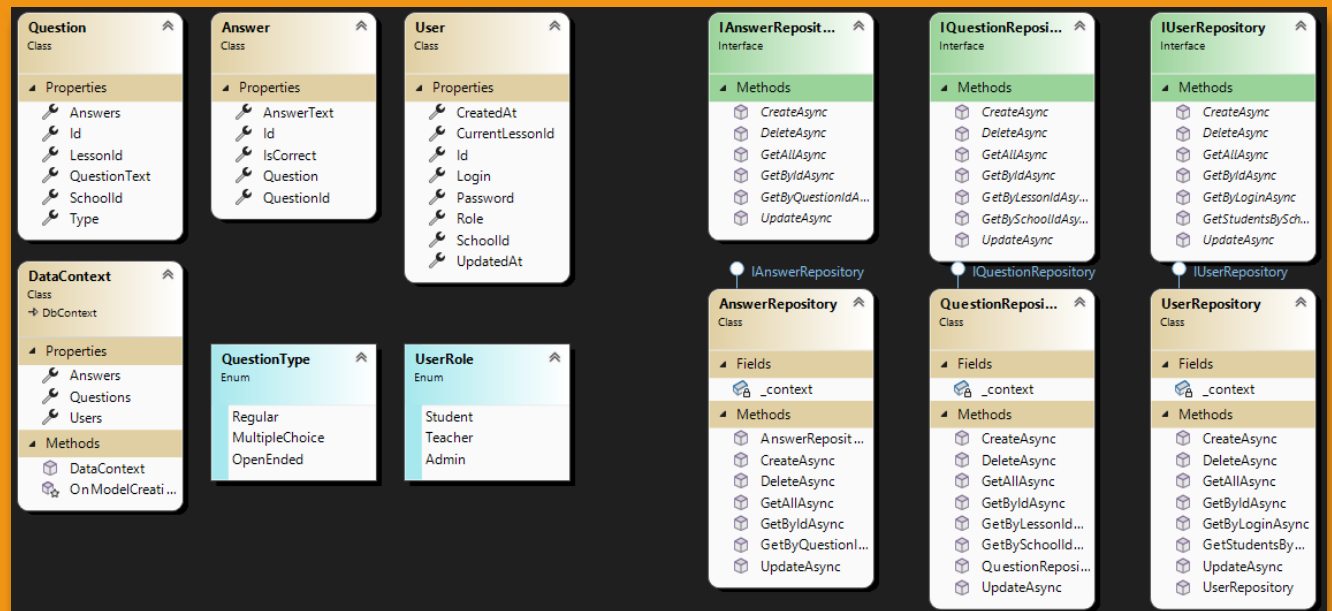 Question
Class
Properties
Answers
Id
LessonId
QuestionText
SchoolId
Type
Answer
Class
Properties
AnswerText
Id
IsCorrect
Question
QuestionId
User
Class
Properties
CreatedAt
CurrentLessonId
Id
Login
Password
Role
SchoolId
UpdatedAt
IAnswerReposit...
Interface
Methods
CreateAsync
DeleteAsync
GetAllAsync
GetByIdAsync
GetByQuestionIdA...
UpdateAsync
IQuestionReposi...
Interface
Methods
CreateAsync
DeleteAsync
GetAllAsync
GetByIdAsync
GetByLessonIdAsy...
GetBySchoolIdAsy...
UpdateAsync
IUserRepository
Interface
Methods
CreateAsync
DeleteAsync
GetAllAsync
GetByIdAsync
GetByLoginAsync
GetStudentsBySch...
UpdateAsync
DataContext
Class
DbContext
Properties
Answers
Questions
Users
Methods
DataContext
OnModelCreati...
QuestionType
Enum
Regular
MultipleChoice
OpenEnded
UserRole
Enum
Student
Teacher
Admin
IAnswerRepository
AnswerRepository
Class
Fields
_context
Methods
AnswerReposit...
CreateAsync
DeleteAsync
GetAllAsync
GetByIdAsync
GetByQuestionI...
UpdateAsync
IQuestionRepository
QuestionReposi...
Class
Fields
_context
Methods
CreateAsync
DeleteAsync
GetAllAsync
GetByIdAsync
GetByLessonId...
GetBySchoolId...
QuestionReposi...
UpdateAsync
IUserRepository
UserRepository
Class
Fields
_context
Methods
CreateAsync
DeleteAsync
GetAllAsync
GetByIdAsync
GetByLoginAsync
GetStudentsBy...
UpdateAsync
UserRepository